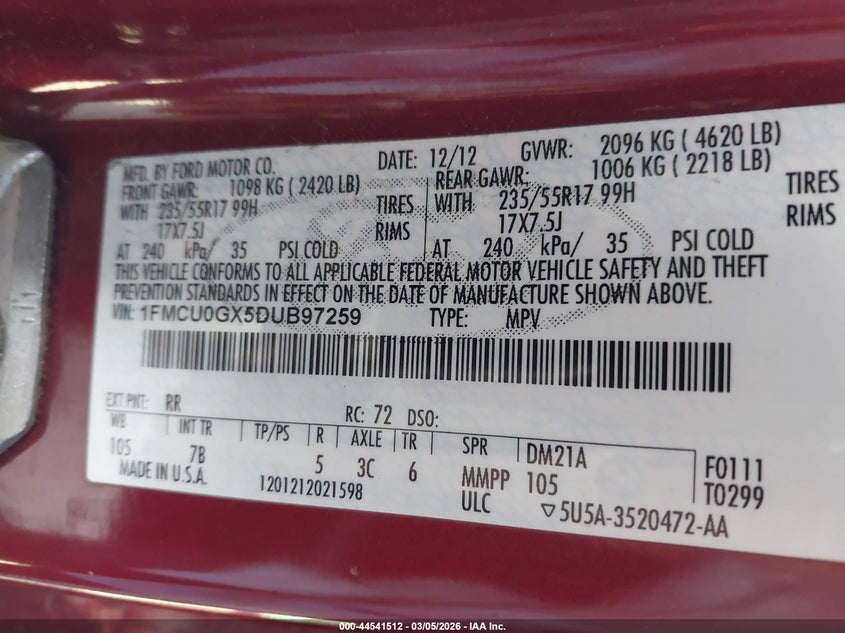 MFD. BY FORD MOTOR CO. DATE: 12/12 GVWR: 2096 KG ( 4620 LB)
FRONT GAWR: 1098 KG ( 2420 LB) REAR GAWR: 1006 KG ( 2218 LB)
WITH 235/55R17 99H TIRES WITH 235/55R17 99H TIRES
17X7.5J RIMS 17X7.5J RIMS
AT 240 kPa/ 35 PSI COLD AT 240 kPa/ 35 PSI COLD
THIS VEHICLE CONFORMS TO ALL APPLICABLE FEDERAL MOTOR VEHICLE SAFETY AND THEFT
PREVENTION STANDARDS IN EFFECT ON THE DATE OF MANUFACTURE SHOWN ABOVE.
VIN: 1FMCU0GX5DUB97259 TYPE: MPV
EXT PNT: RR RC: 72 DSO:
WB INT TR TP/PS R AXLE TR SPR DM21A F0111
105 7B 5 3C 6 MMPP 105 T0299
MADE IN U.S.A. 1201212021598 ULC ▽5U5A-3520472-AA
000-44541512 — 03/05/2026 — IAA Inc.